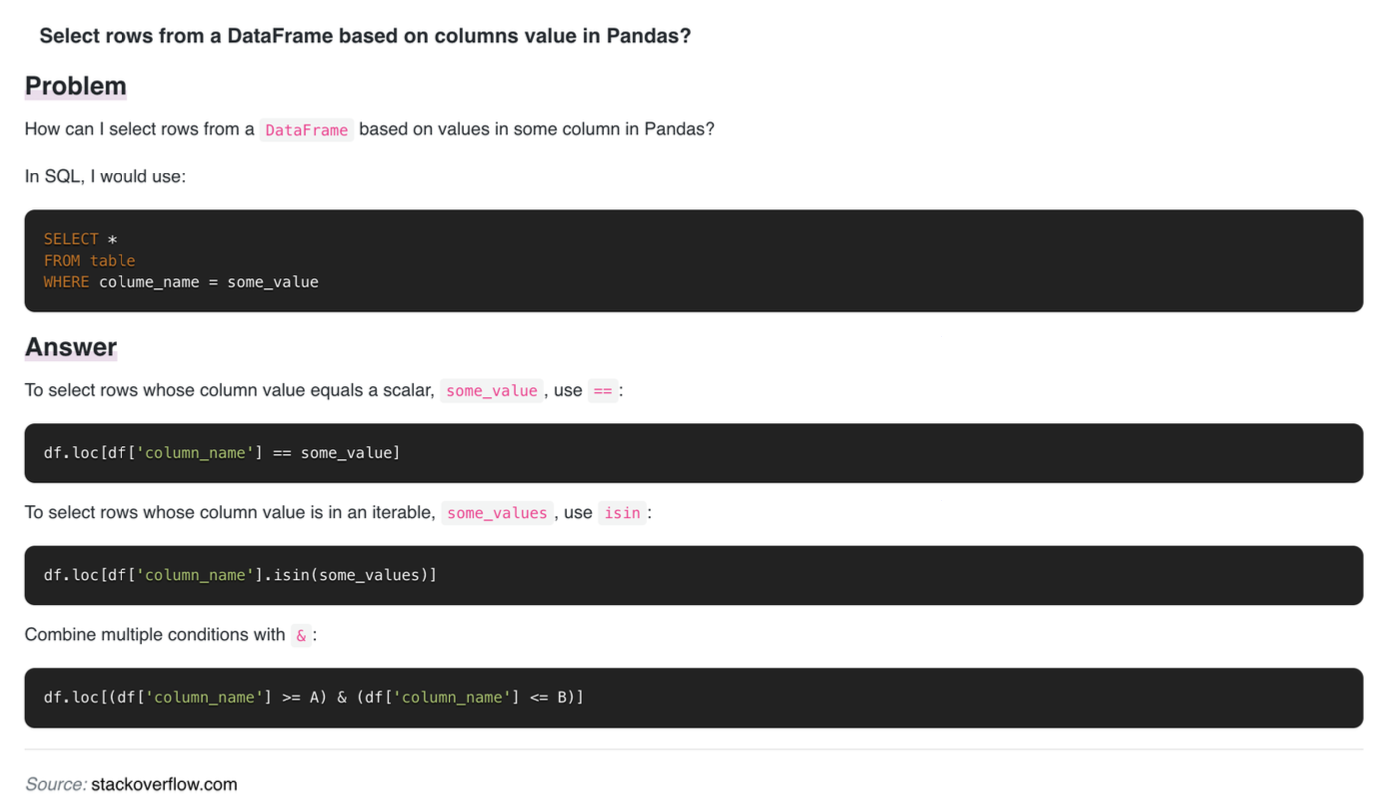 Select rows from a DataFrame based on columns value in Pandas?
Problem
How can I select rows from a DataFrame based on values in some column in Pandas?
In SQL, I would use:
SELECT *
FROM table
WHERE colume_name = some_value
Answer
To select rows whose column value equals a scalar, some_value, use ==:
df.loc[df['column_name'] == some_value]
To select rows whose column value is in an iterable, some_values, use isin:
df.loc[df['column_name'].isin(some_values)]
Combine multiple conditions with &:
df.loc[(df['column_name'] >= A) & (df['column_name'] <= B)]
Source: stackoverflow.com